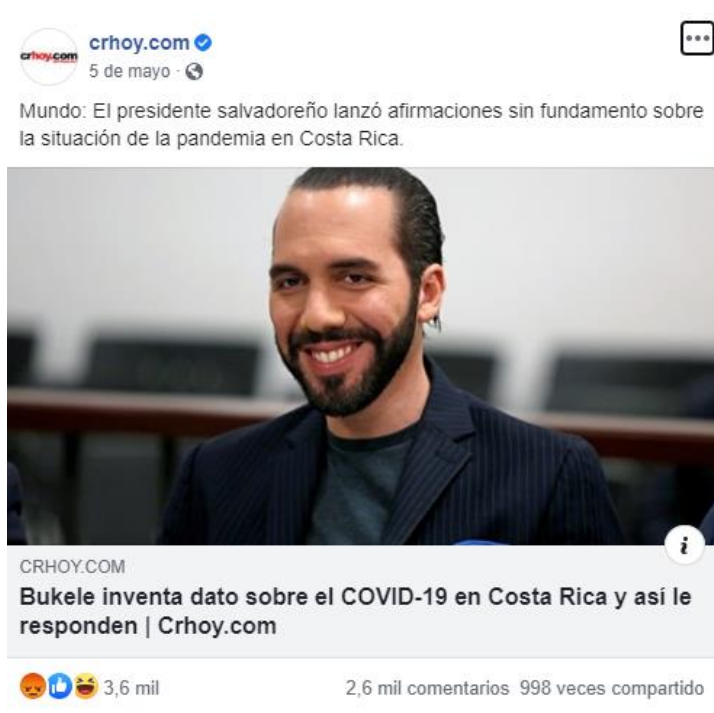 crhoy.com
crhoy.com
5 de mayo ·
Mundo: El presidente salvadoreño lanzó afirmaciones sin fundamento sobre
la situación de la pandemia en Costa Rica.
CRHOY.COM
Bukele inventa dato sobre el COVID-19 en Costa Rica y así le
responden | Crhoy.com
3,6 mil 2,6 mil comentarios 998 veces compartido